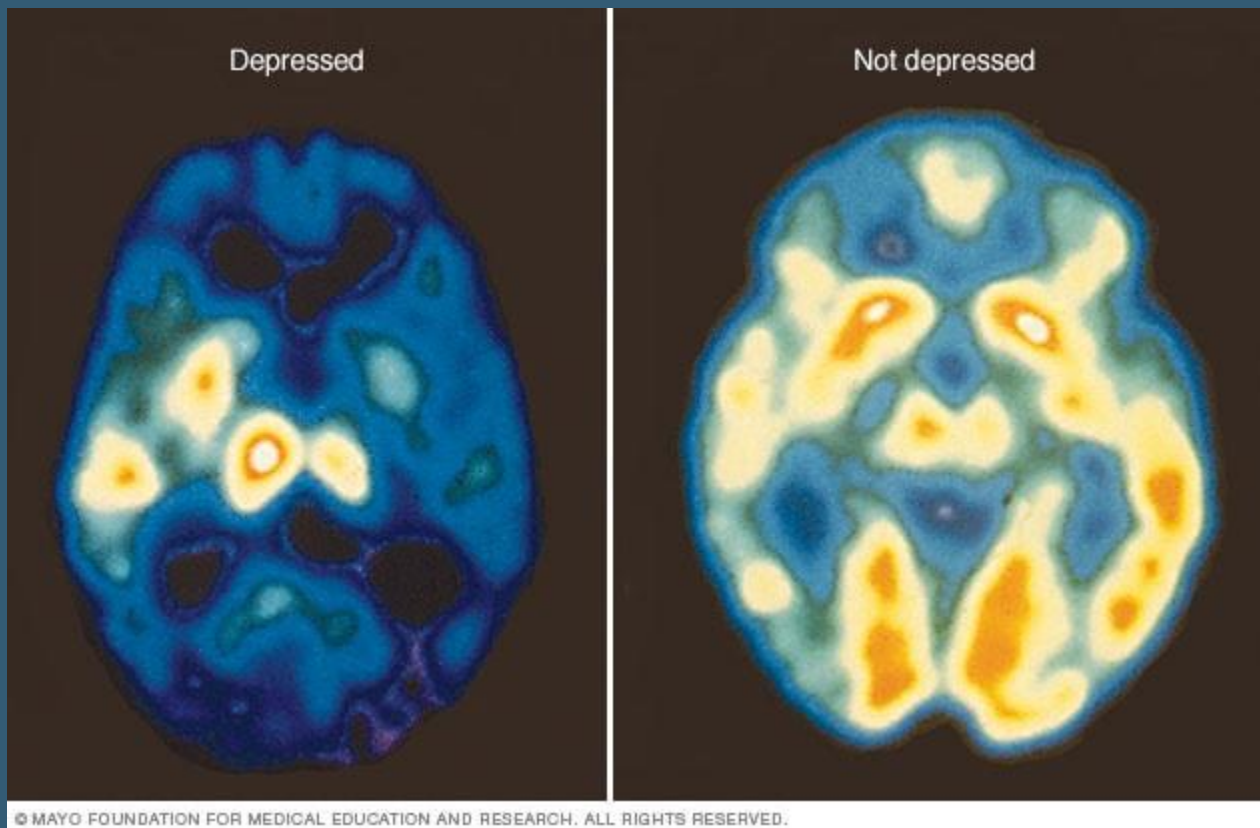 Depressed
Not depressed
© MAYO FOUNDATION FOR MEDICAL EDUCATION AND RESEARCH. ALL RIGHTS RESERVED.